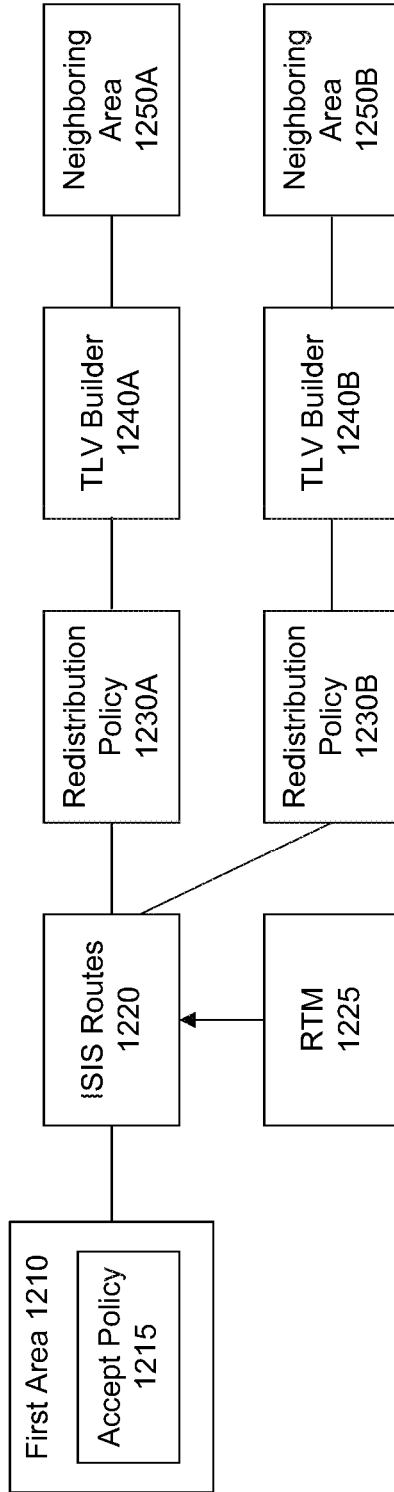 First Area 1210
Accept Policy
1215
ISIS Routes
1220
RTM
1225
Redistribution
Policy
1230A
Redistribution
Policy
1230B
TLV Builder
1240A
TLV Builder
1240B
Neighboring
Area
1250A
Neighboring
Area
1250B